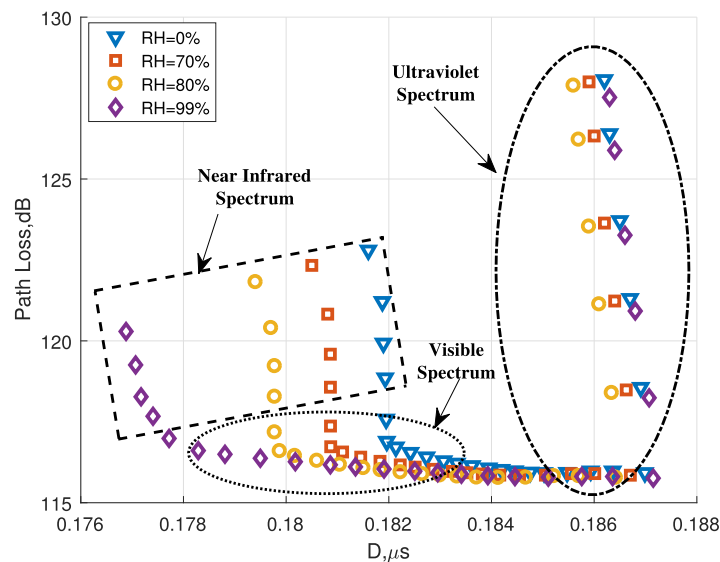 RH=0%
RH=70%
RH=80%
RH=99%
Ultraviolet
Spectrum
Near Infrared
Spectrum
Visible
Spectrum
Path Loss,dB
130
125
120
115
0.176
0.178
0.18
0.182
0.184
0.186
0.188
D,μs